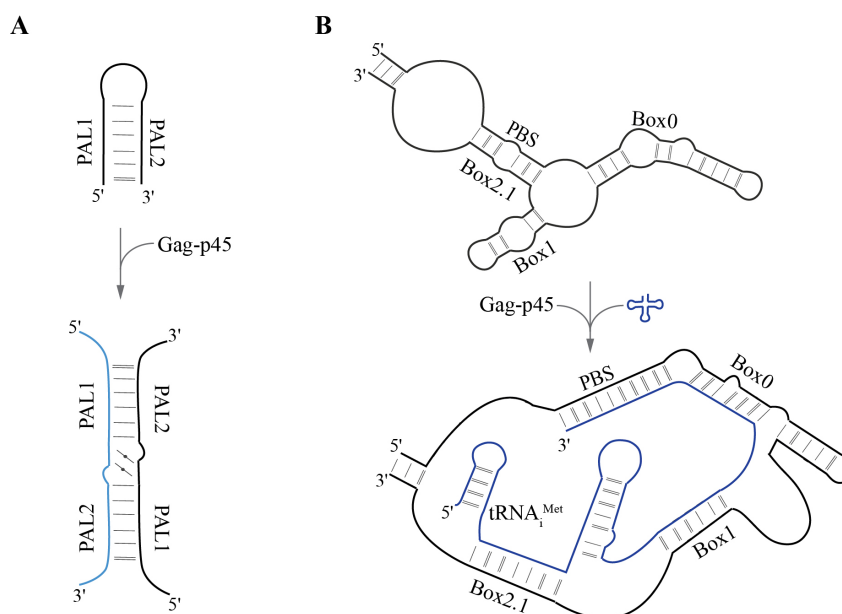 A
PAL1
PAL2
5'
3'
Gag-p45
5'
3'
PAL1
PAL2
PAL2
PAL1
3'
5'
B
5'
3'
PBS
Box0
Box2.1
Box1
Gag-p45
PBS
Box0
3'
5'
3'
5'
tRNAiMet
Box1
Box2.1